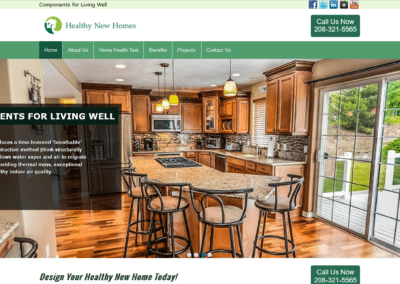 Components for Living Well
Healthy New Homes
Call Us Now
208-321-5565
Home About Us Home Health Test Benefits Projects Contact Us
ENTS FOR LIVING WELL
duces a time honored 'breathable'
struction method (think structurally
llows water vapor and air to migrate
oviding thermal mass, exceptional
lthy indoor air quality.
Design Your Healthy New Home Today!
Call Us Now
208-321-5565